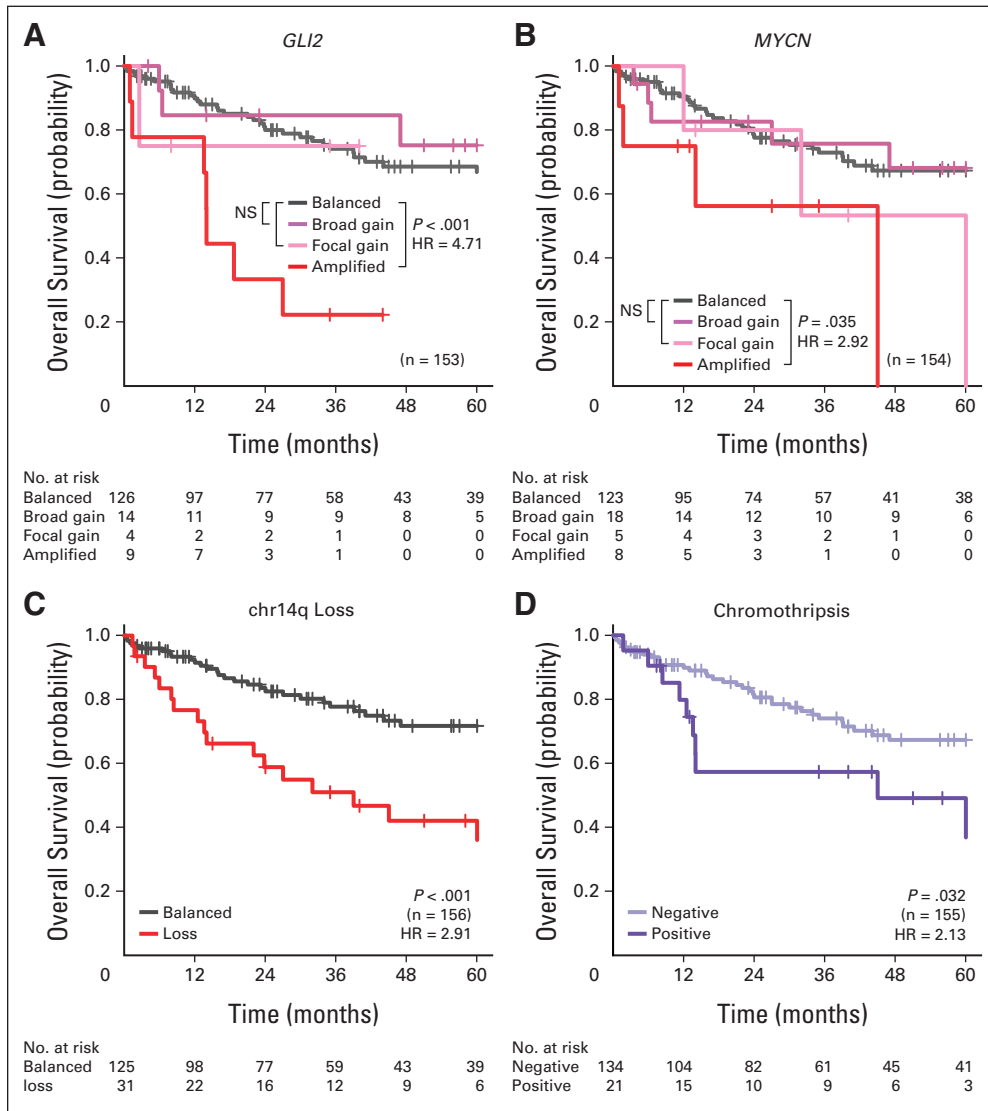 A
GLI2
Overall Survival (probability)
1.0
0.8
0.6
0.4
0.2
0
12
24
36
48
60
Time (months)
NS
Balanced
Broad gain
Focal gain
Amplified
P < .001
HR = 4.71
(n = 153)
No. at risk
Balanced 126 97 77 58 43 39
Broad gain 14 11 9 9 8 5
Focal gain 4 2 2 1 0 0
Amplified 9 7 3 1 0 0
B
MYCN
Overall Survival (probability)
1.0
0.8
0.6
0.4
0.2
0
12
24
36
48
60
Time (months)
NS
Balanced
Broad gain
Focal gain
Amplified
P = .035
HR = 2.92
(n = 154)
No. at risk
Balanced 123 95 74 57 41 38
Broad gain 18 14 12 10 9 6
Focal gain 5 4 3 2 1 0
Amplified 8 5 3 1 0 0
C
chr14q Loss
Overall Survival (probability)
1.0
0.8
0.6
0.4
0.2
0
12
24
36
48
60
Time (months)
Balanced
Loss
P < .001
(n = 156)
HR = 2.91
No. at risk
Balanced 125 98 77 59 43 39
loss 31 22 16 12 9 6
D
Chromothripsis
Overall Survival (probability)
1.0
0.8
0.6
0.4
0.2
0
12
24
36
48
60
Time (months)
Negative
Positive
P = .032
(n = 155)
HR = 2.13
No. at risk
Negative 134 104 82 61 45 41
Positive 21 15 10 9 6 3